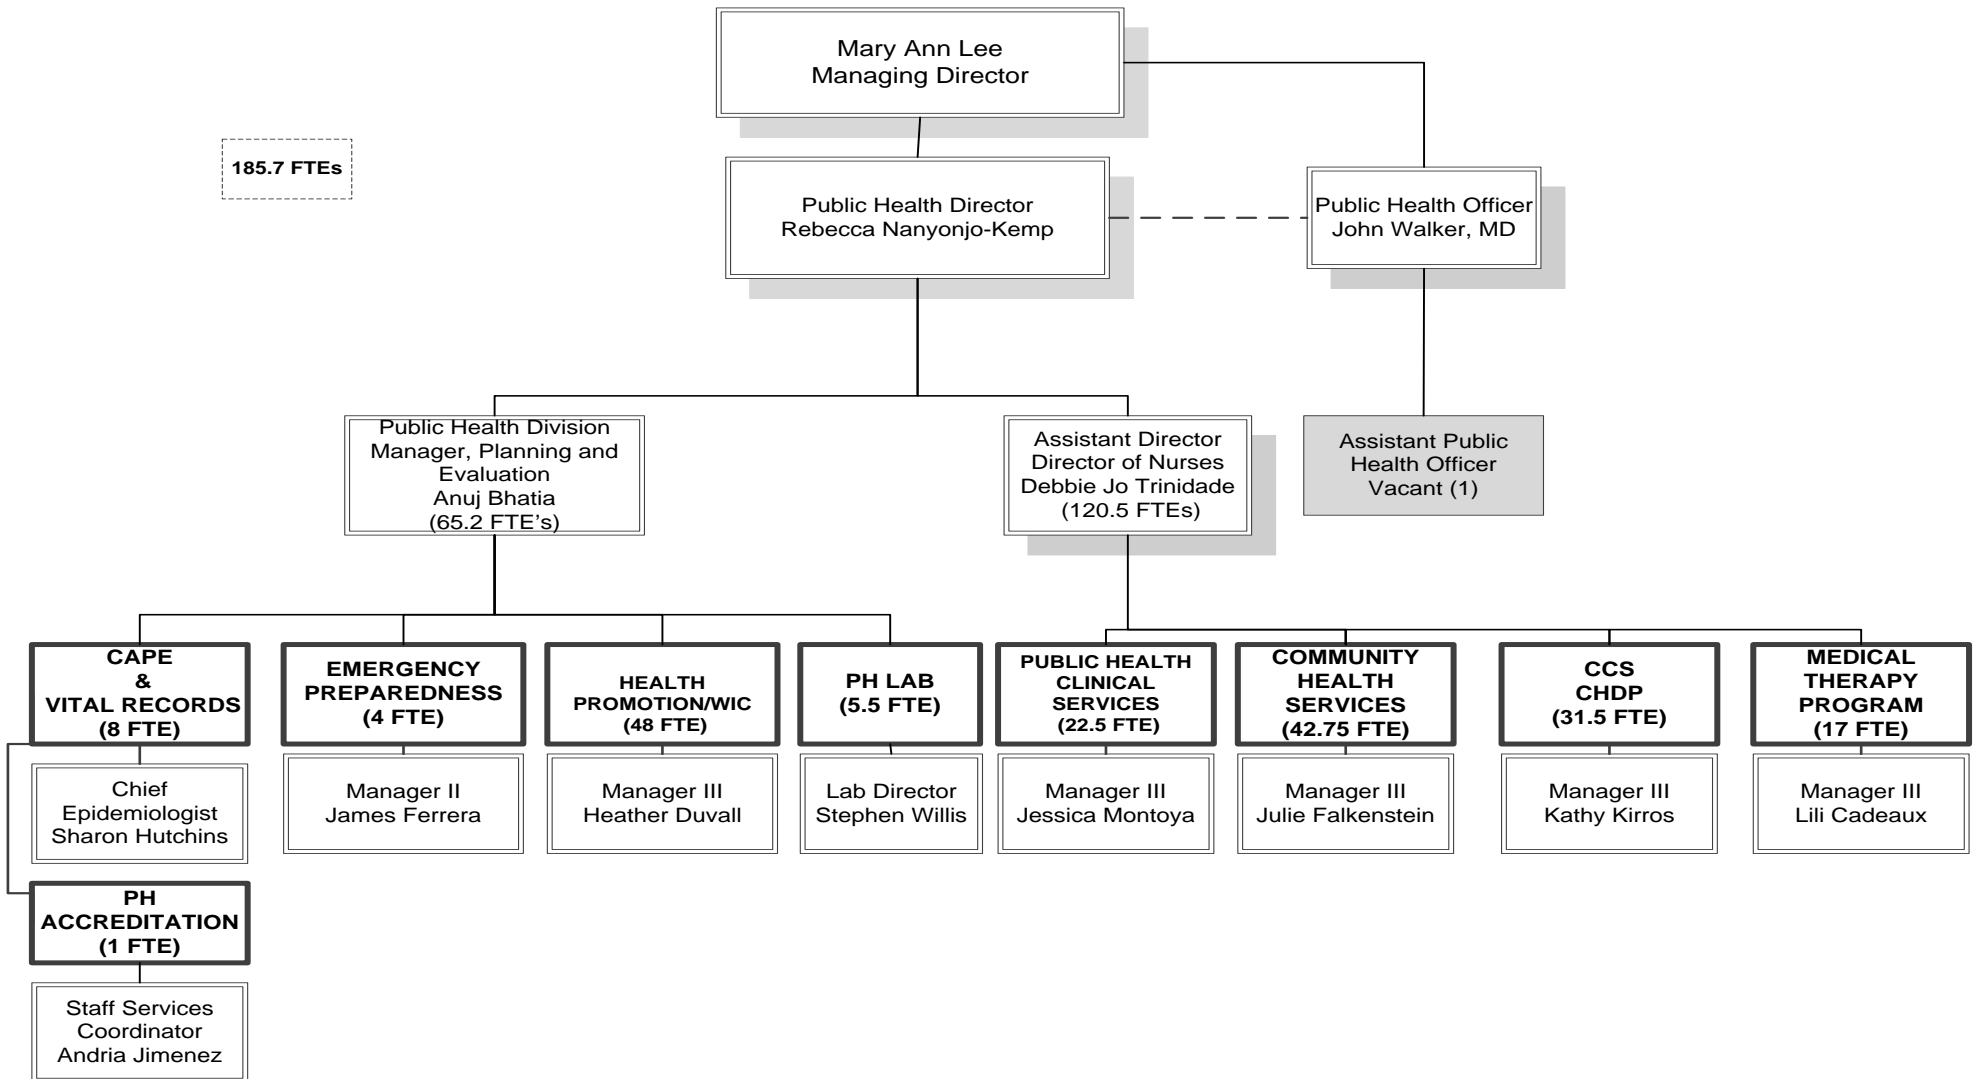 Mary Ann Lee
Managing Director
185.7 FTEs
Public Health Director
Rebecca Nanyonjo-Kemp
Public Health Officer
John Walker, MD
Public Health Division
Manager, Planning and
Evaluation
Anuj Bhatia
(65.2 FTE’s)
Assistant Director
Director of Nurses
Debbie Jo Trinidade
(120.5 FTEs)
Assistant Public
Health Officer
Vacant (1)
CAPE
&
VITAL RECORDS
(8 FTE)
EMERGENCY
PREPAREDNESS
(4 FTE)
HEALTH
PROMOTION/WIC
(48 FTE)
PH LAB
(5.5 FTE)
PUBLIC HEALTH
CLINICAL
SERVICES
(22.5 FTE)
COMMUNITY
HEALTH
SERVICES
(42.75 FTE)
CCS
CHDP
(31.5 FTE)
MEDICAL
THERAPY
PROGRAM
(17 FTE)
Chief
Epidemiologist
Sharon Hutchins
Manager II
James Ferrera
Manager III
Heather Duvall
Lab Director
Stephen Willis
Manager III
Jessica Montoya
Manager III
Julie Falkenstein
Manager III
Kathy Kirros
Manager III
Lili Cadeaux
PH
ACCREDITATION
(1 FTE)
Staff Services
Coordinator
Andria Jimenez